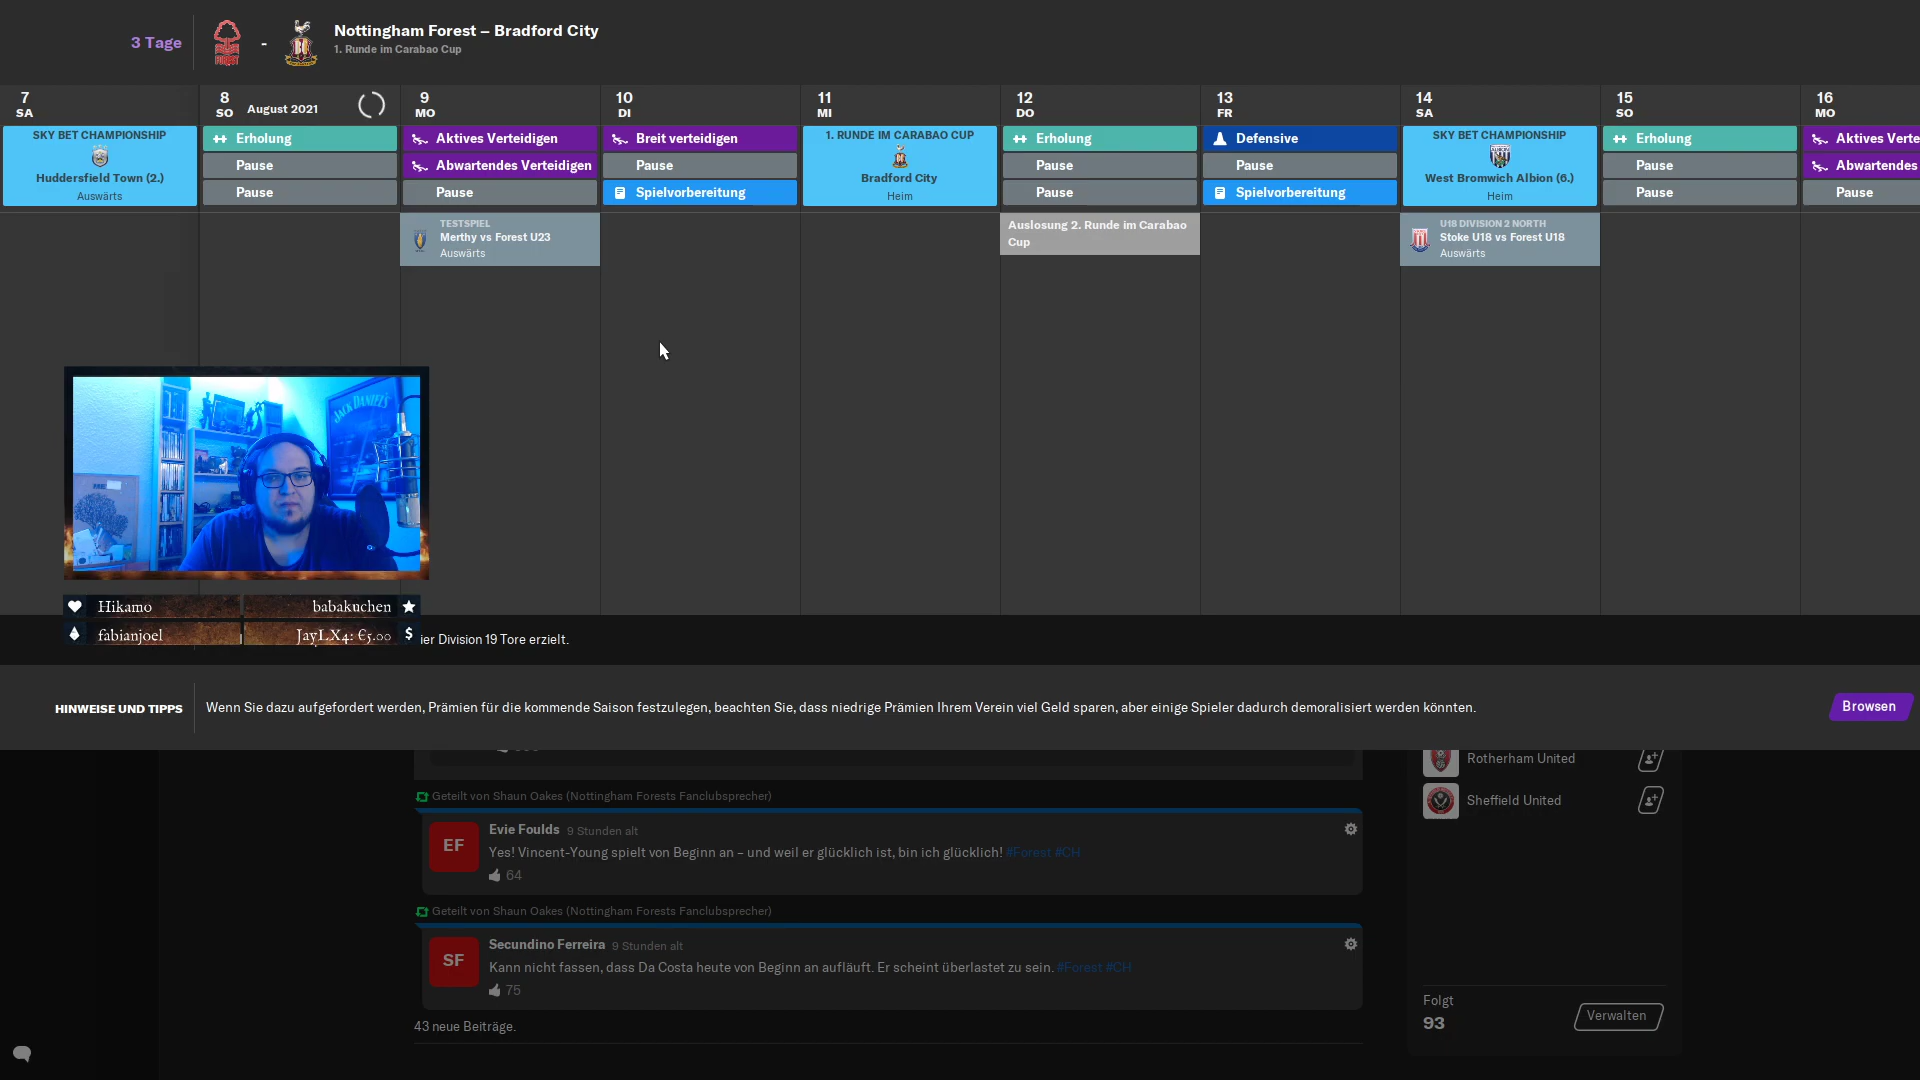 3 Tage
-
Nottingham Forest – Bradford City
1. Runde im Carabao Cup
7
SA
8
SO
August 2021
9
MO
10
DI
11
MI
12
DO
13
FR
14
SA
15
SO
16
MO
SKY BET CHAMPIONSHIP
Huddersfield Town (2.)
Auswärts
Erholung
Pause
Pause
Aktives Verteidigen
Abwartendes Verteidigen
Pause
Breit verteidigen
Pause
Spielvorbereitung
1. RUNDE IM CARABAO CUP
Bradford City
Heim
Erholung
Pause
Pause
Defensive
Pause
Spielvorbereitung
SKY BET CHAMPIONSHIP
West Bromwich Albion (6.)
Heim
Erholung
Pause
Pause
Aktives Verte
Abwartendes
Pause
TESTSPIEL
Merthy vs Forest U23
Auswärts
Auslosung 2. Runde im Carabao
Cup
U18 DIVISION 2 NORTH
Stoke U18 vs Forest U18
Auswärts
JACK DANIEL'S
Hikamo
babakuchen
fabianjoel
JayLX4: €5.00
$
ier Division 19 Tore erzielt.
HINWEISE UND TIPPS
Wenn Sie dazu aufgefordert werden, Prämien für die kommende Saison festzulegen, beachten Sie, dass niedrige Prämien Ihrem Verein viel Geld sparen, aber einige Spieler dadurch demoralisiert werden könnten.
Browsen
Rotherham United
Sheffield United
Geteilt von Shaun Oakes (Nottingham Forests Fanclubsprecher)
EF
Evie Foulds 9 Stunden alt
Yes! Vincent-Young spielt von Beginn an – und weil er glücklich ist, bin ich glücklich! #Forest #CH
64
Geteilt von Shaun Oakes (Nottingham Forests Fanclubsprecher)
SF
Secundino Ferreira 9 Stunden alt
Kann nicht fassen, dass Da Costa heute von Beginn an aufläuft. Er scheint überlastet zu sein. #Forest #CH
75
43 neue Beiträge.
Folgt
93
Verwalten